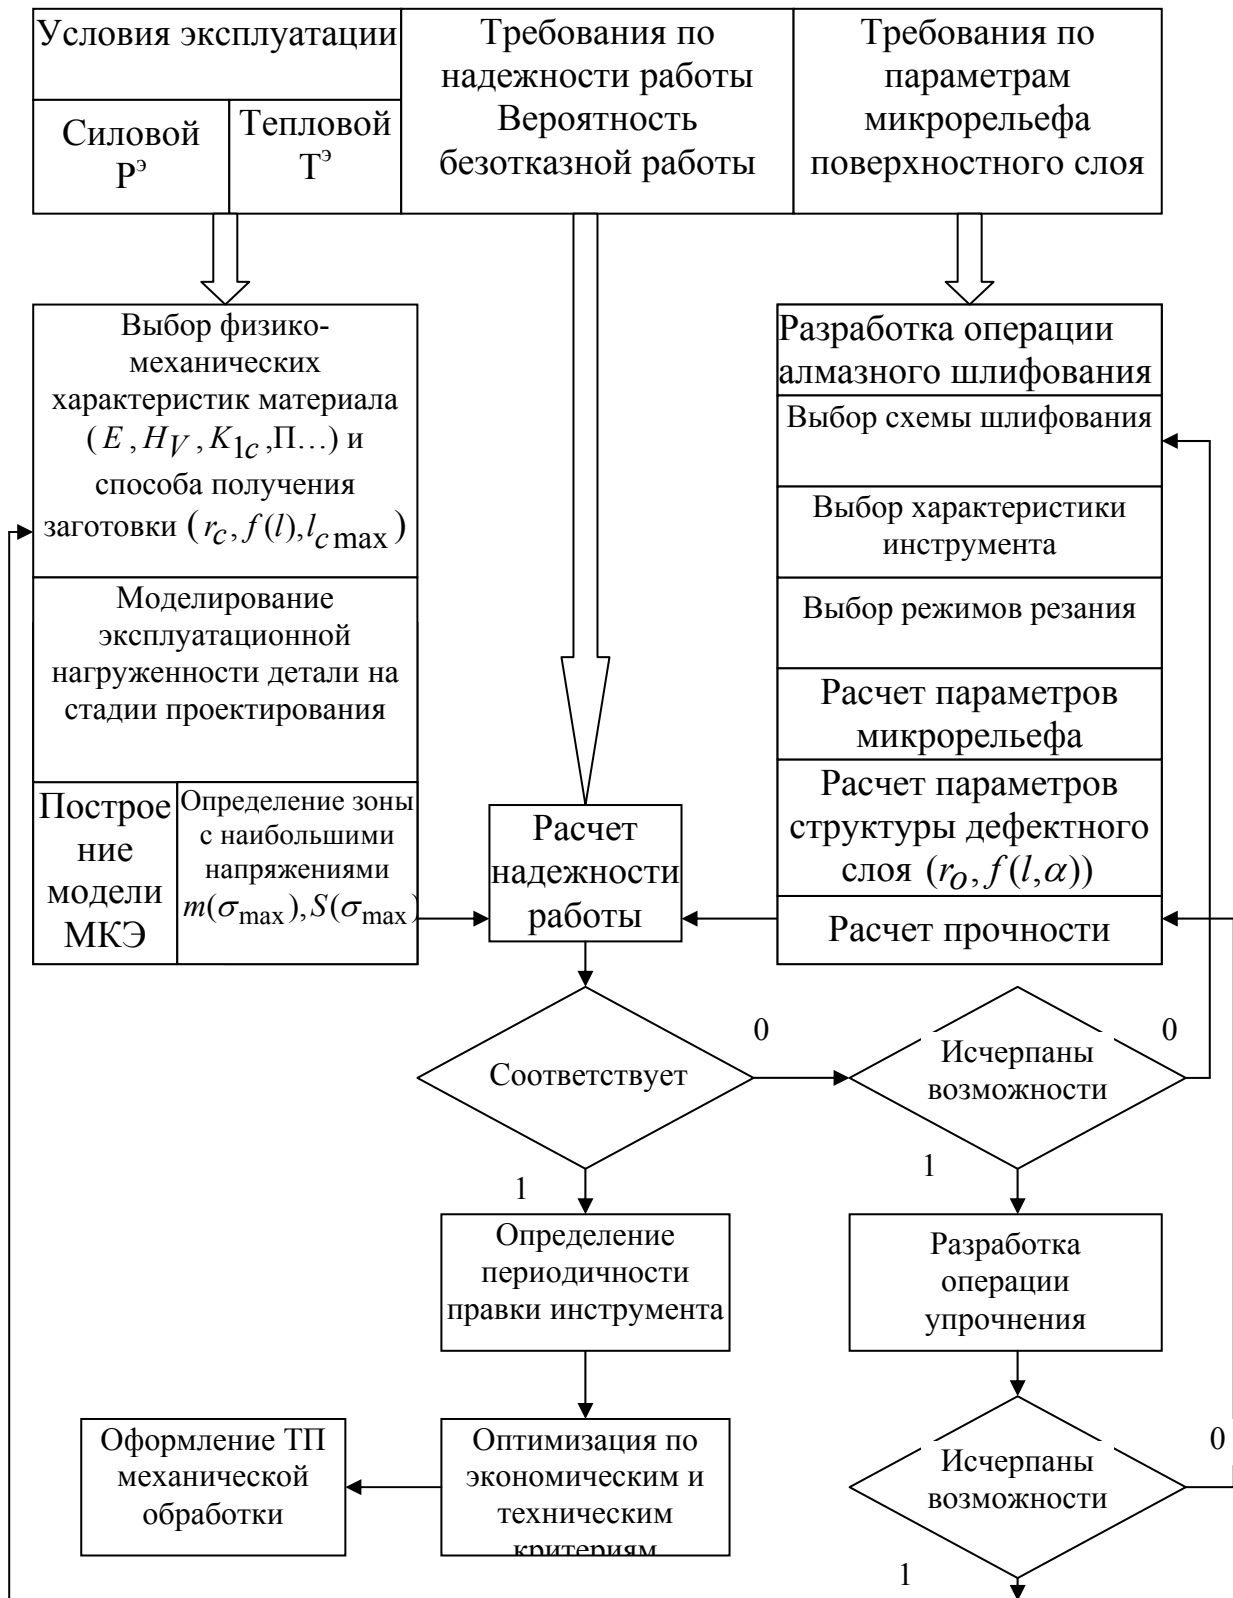 Условия эксплуатации
Силовой
Pэ
Тепловой
Tэ
Требования по
надежности работы
Вероятность
безотказной работы
Требования по
параметрам
микрорельефа
поверхностного слоя
Выбор физико-
механических
характеристик материала
(E, HV, K1c, П…) и
способа получения
заготовки (rc, f(l), lc max)
Моделирование
эксплуатационной
нагруженности детали на
стадии проектирования
Построе
ние
модели
МКЭ
Определение зоны
с наибольшими
напряжениями
m(σmax), S(σmax)
Расчет
надежности
работы
Разработка операции
алмазного шлифования
Выбор схемы шлифования
Выбор характеристики
инструмента
Выбор режимов резания
Расчет параметров
микрорельефа
Расчет параметров
структуры дефектного
слоя (ro, f(l,α))
Расчет прочности
Соответствует
0
1
Исчерпаны
возможности
0
1
Определение
периодичности
правки инструмента
Разработка
операции
упрочнения
Оформление ТП
механической
обработки
Оптимизация по
экономическим и
техническим
критериям
Исчерпаны
возможности
0
1